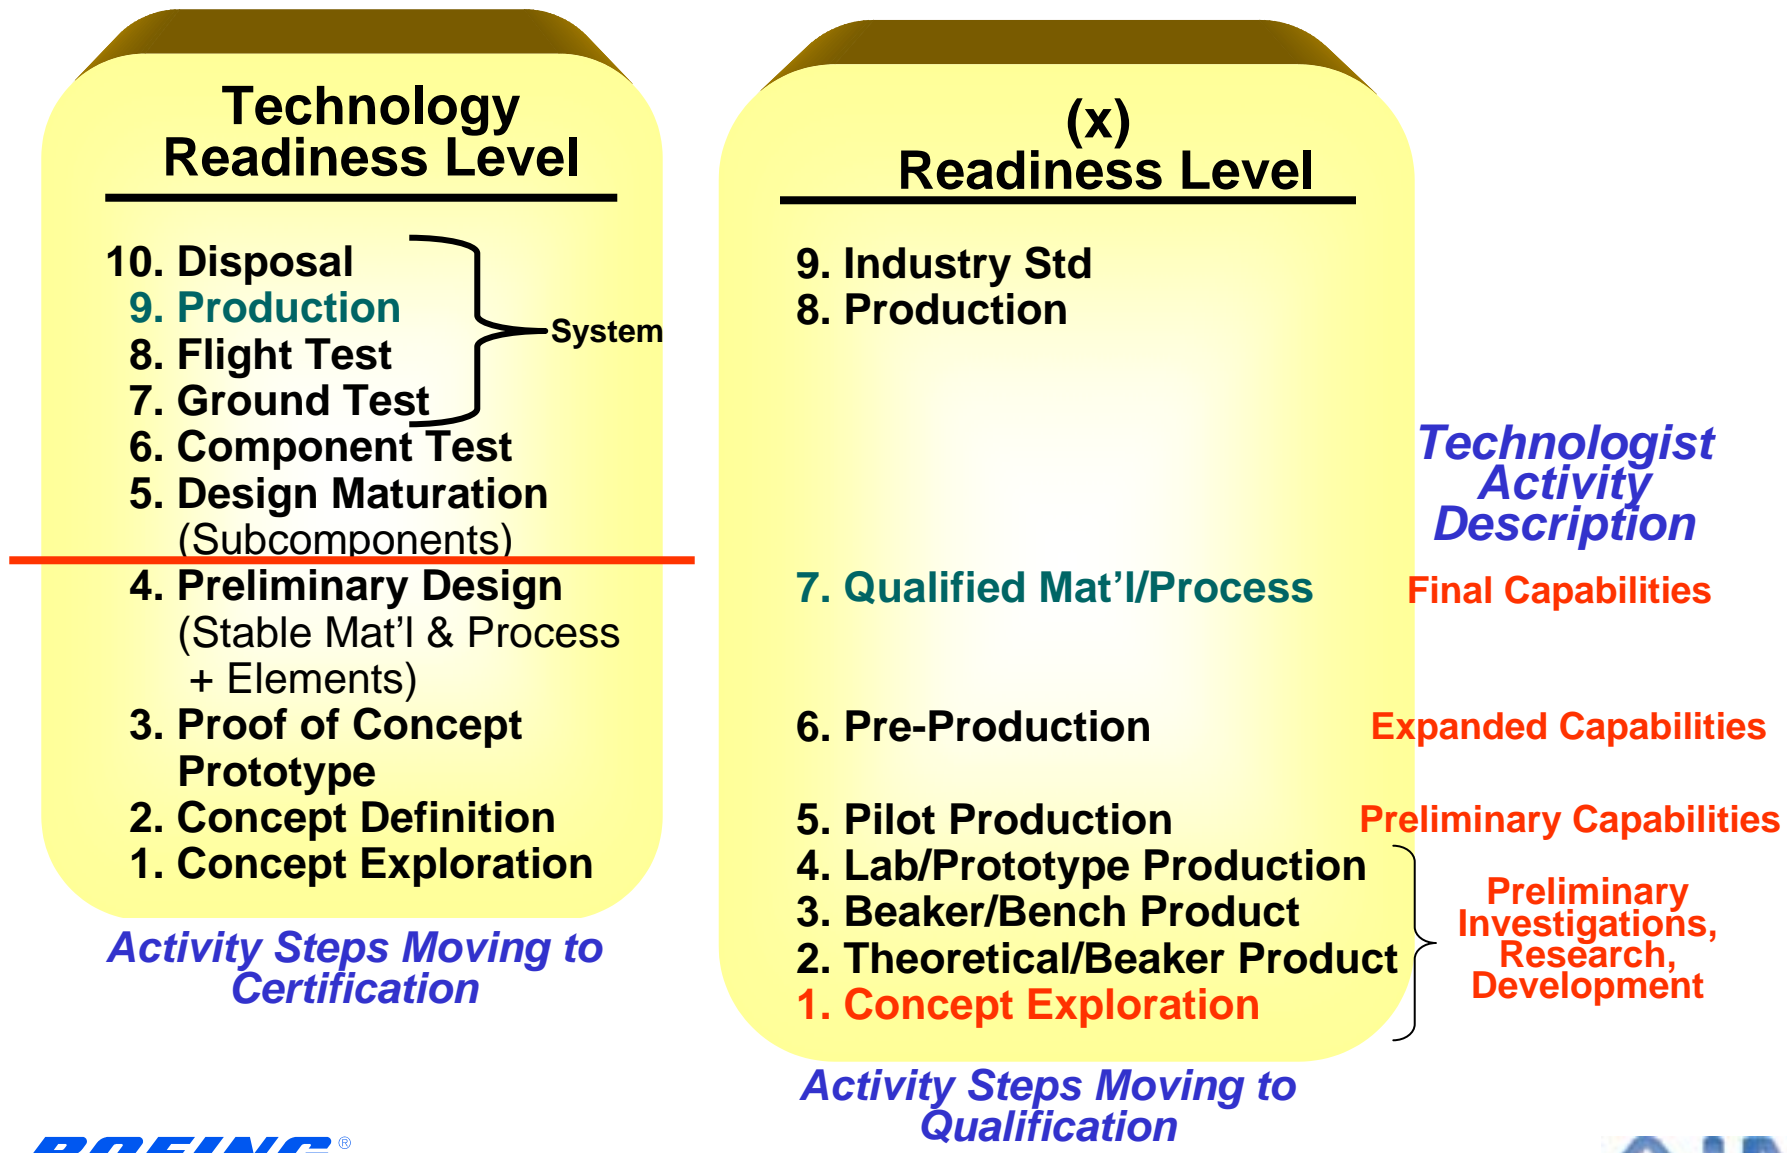 Technology
Readiness Level
10. Disposal
9. Production
8. Flight Test
7. Ground Test
System
6. Component Test
5. Design Maturation
(Subcomponents)
4. Preliminary Design
(Stable Mat'l & Process
+ Elements)
3. Proof of Concept
Prototype
2. Concept Definition
1. Concept Exploration
Activity Steps Moving to
Certification
(x)
Readiness Level
9. Industry Std
8. Production
7. Qualified Mat'l/Process
6. Pre-Production
5. Pilot Production
4. Lab/Prototype Production
3. Beaker/Bench Product
2. Theoretical/Beaker Product
1. Concept Exploration
Activity Steps Moving to
Qualification
Technologist
Activity
Description
Final Capabilities
Expanded Capabilities
Preliminary Capabilities
Preliminary
Investigations,
Research,
Development
BOEING®